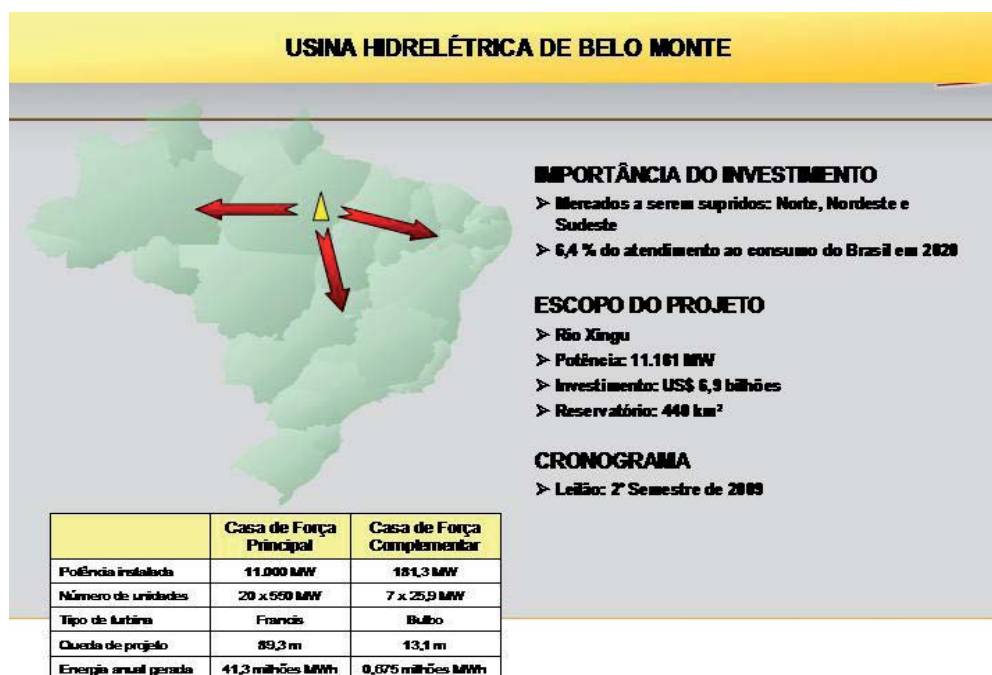 USINA HIDRELÉTRICA DE BELO MONTE
IMPORTÂNCIA DO INVESTIMENTO
➢ Mercados a serem supridos: Norte, Nordeste e
Sudeste
➢ 6,4 % do atendimento ao consumo do Brasil em 2020
ESCOPO DO PROJETO
➢ Rio Xingu
➢ Potência: 11.181 MW
➢ Investimento: US$ 6,9 bilhões
➢ Reservatório: 440 km²
CRONOGRAMA
➢ Leilão: 2º Semestre de 2009
Casa de Força Principal Casa de Força Complementar
Potência instalada 11.000 MW 181,3 MW
Número de unidades 20 x 550 MW 7 x 25,9 MW
Tipo de turbina Francis Bulbo
Queda de projeto 89,3 m 13,1 m
Energia anual gerada 41,3 milhões MWh 0,675 milhões MWh